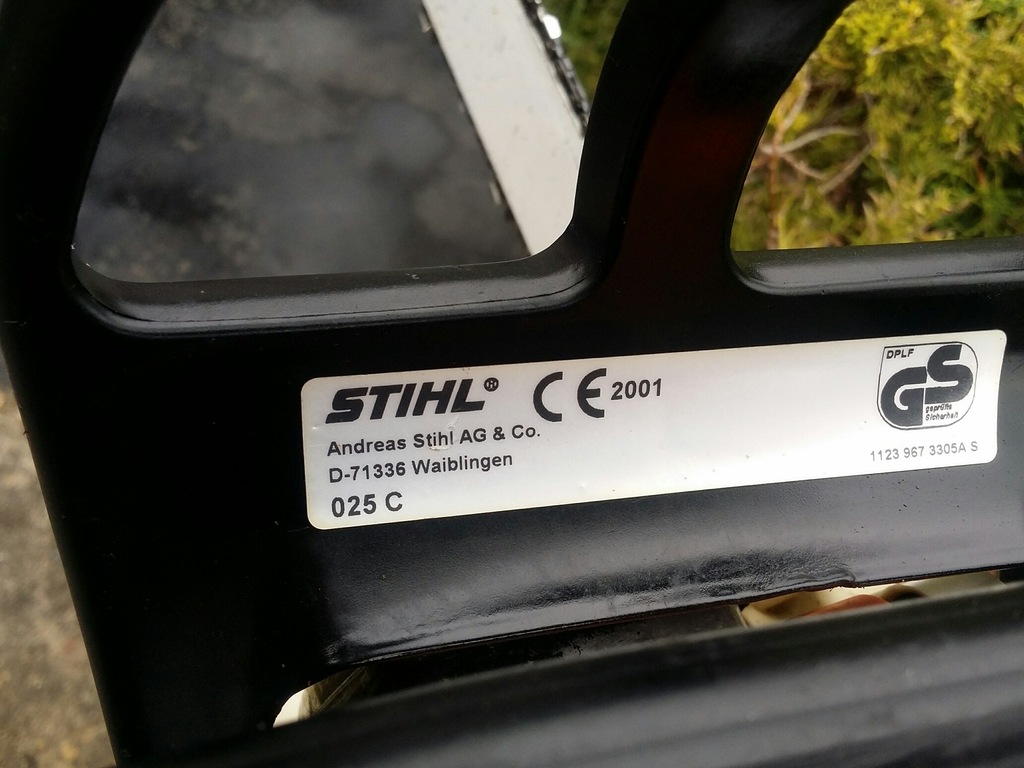 STIHL® CE 2001
Andreas Stihl AG & Co.
D-71336 Waiblingen
025 C
DPLF
GS
geprüfte
Sicherheit
1123 967 3305A S